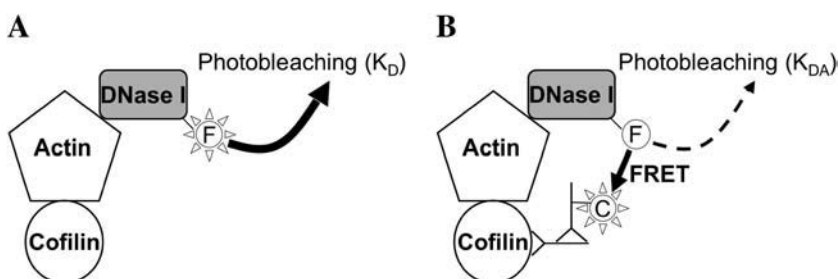 A
Photobleaching (K_D)
DNase I
F
Actin
Cofilin
B
Photobleaching (K_DA)
DNase I
F
Actin
FRET
C
Cofilin